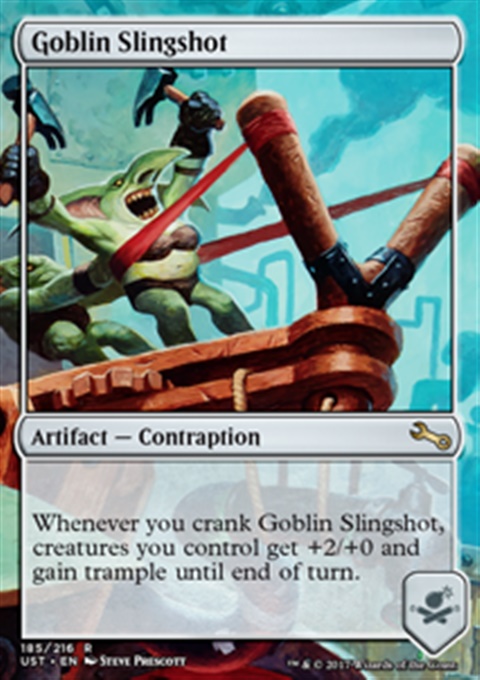 Goblin Slingshot
Artifact — Contraption
Whenever you crank Goblin Slingshot,
creatures you control get +2/+0 and
gain trample until end of turn.
185/216 R
UST • EN Steve Prescott
™ & © 2017 Wizards of the Coast